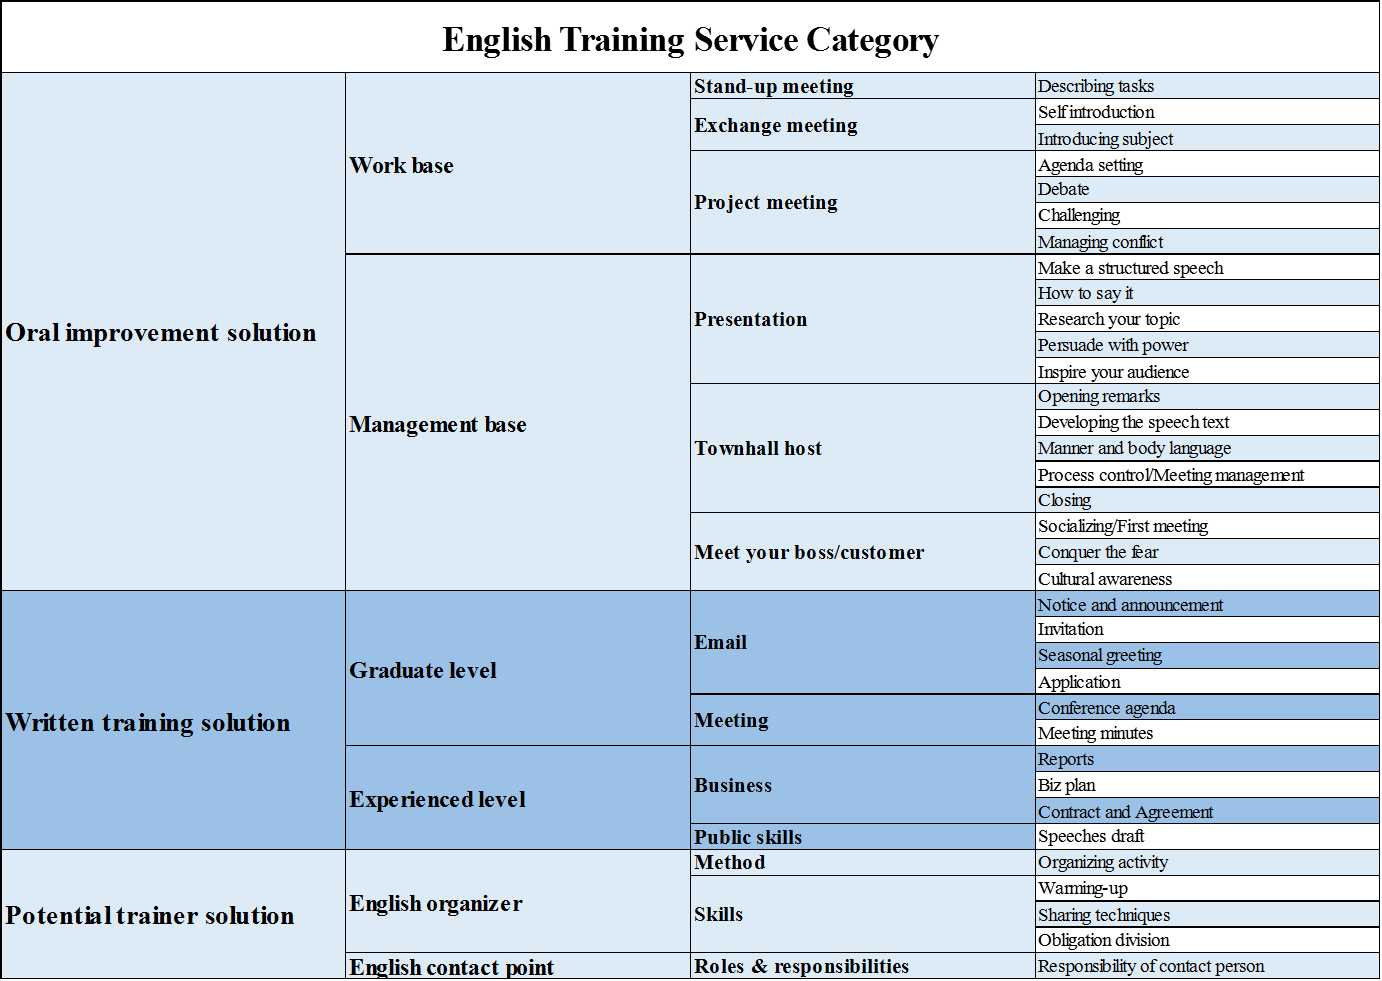 English Training Service Category
Oral improvement solution
Work base
Stand-up meeting
Describing tasks
Exchange meeting
Self introduction
Introducing subject
Project meeting
Agenda setting
Debate
Challenging
Managing conflict
Management base
Presentation
Make a structured speech
How to say it
Research your topic
Persuade with power
Inspire your audience
Townhall host
Opening remarks
Developing the speech text
Manner and body language
Process control/Meeting management
Closing
Meet your boss/customer
Socializing/First meeting
Conquer the fear
Cultural awareness
Written training solution
Graduate level
Email
Notice and announcement
Invitation
Seasonal greeting
Application
Meeting
Conference agenda
Meeting minutes
Experienced level
Business
Reports
Biz plan
Contract and Agreement
Public skills
Speeches draft
Potential trainer solution
English organizer
Method
Organizing activity
Skills
Warming-up
Sharing techniques
Obligation division
English contact point
Roles & responsibilities
Responsibility of contact person